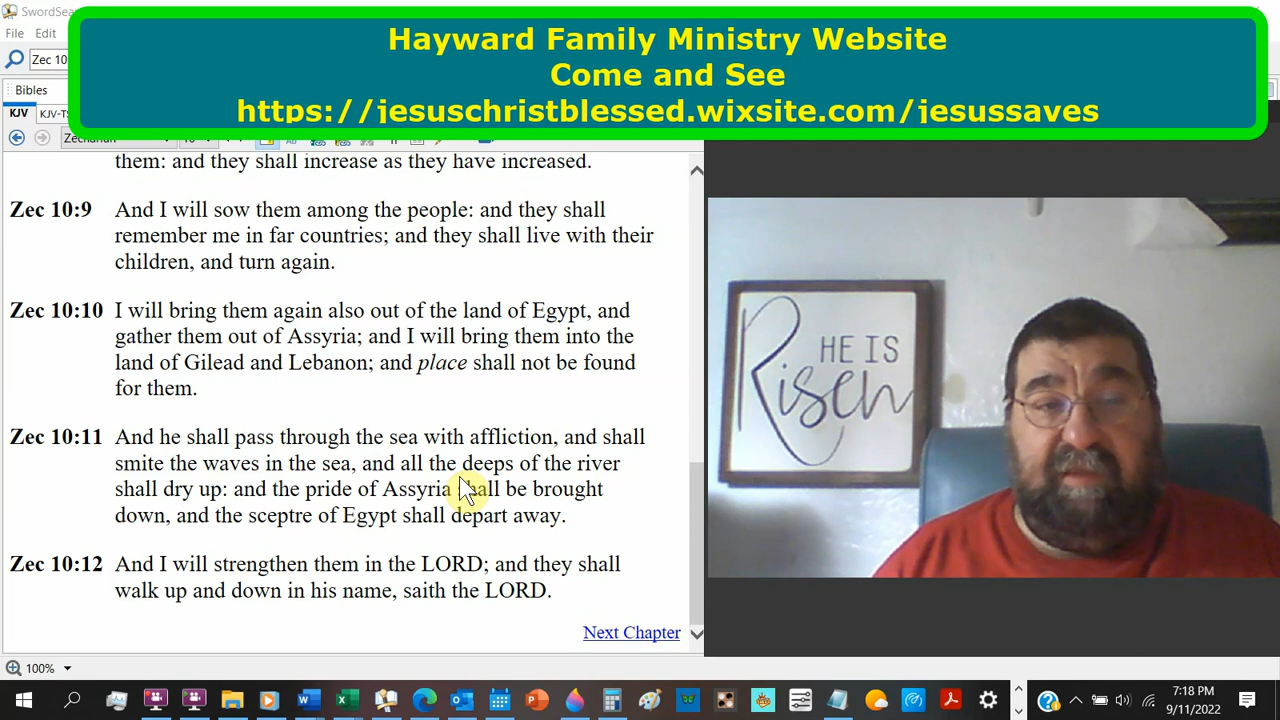 SwordSear
File Edit
Hayward Family Ministry Website
Come and See
https://jesuschristblessed.wixsite.com/jesussaves
Zec 10
Bibles
KJV
them: and they shall increase as they have increased.
Zec 10:9 And I will sow them among the people: and they shall
remember me in far countries; and they shall live with their
children, and turn again.
Zec 10:10 I will bring them again also out of the land of Egypt, and
gather them out of Assyria; and I will bring them into the
land of Gilead and Lebanon; and place shall not be found
for them.
Zec 10:11 And he shall pass through the sea with affliction, and shall
smite the waves in the sea, and all the deeps of the river
shall dry up: and the pride of Assyria shall be brought
down, and the sceptre of Egypt shall depart away.
Zec 10:12 And I will strengthen them in the LORD; and they shall
walk up and down in his name, saith the LORD.
Next Chapter
HE IS
Risen
100%
7:18 PM
9/11/2022